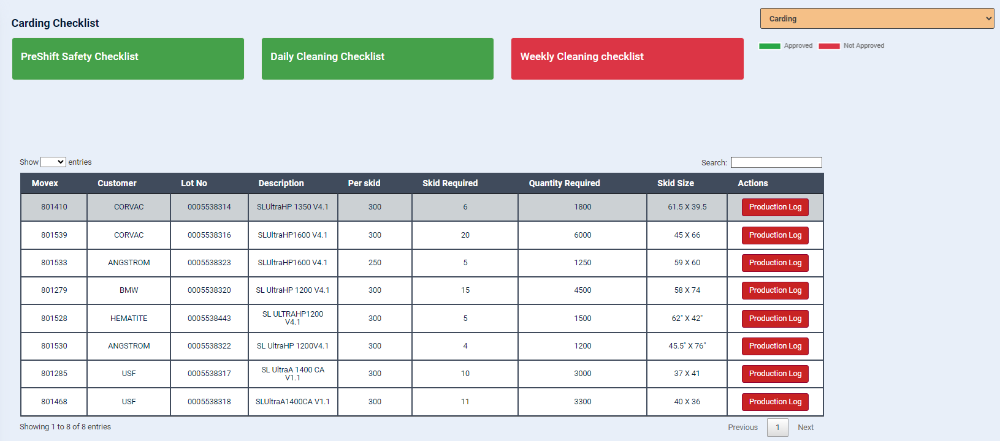 Carding Checklist
Carding
PreShift Safety Checklist
Daily Cleaning Checklist
Weekly Cleaning checklist
Approved
Not Approved
Show entries
Search:
Movex Customer Lot No Description Per skid Skid Required Quantity Required Skid Size Actions
801410 CORVAC 0005538314 SLUltraHP 1350 V4.1 300 6 1800 61.5 X 39.5 Production Log
801539 CORVAC 0005538316 SLUltraHP1600 V4.1 300 20 6000 45 X 66 Production Log
801533 ANGSTROM 0005538323 SLUltraHP1600 V4.1 250 5 1250 59 X 60 Production Log
801279 BMW 0005538320 SL UltraHP 1200 V4.1 300 15 4500 58 X 74 Production Log
801528 HEMATITE 0005538443 SL ULTRAHP1200 V4.1 300 5 1500 62" X 42" Production Log
801530 ANGSTROM 0005538322 SL UltraHP 1200V4.1 300 4 1200 45.5" X 76" Production Log
801285 USF 0005538317 SL UltraA 1400 CA V1.1 300 10 3000 37 X 41 Production Log
801468 USF 0005538318 SLUltraA1400CA V1.1 300 11 3300 40 X 36 Production Log
Showing 1 to 8 of 8 entries
Previous 1 Next